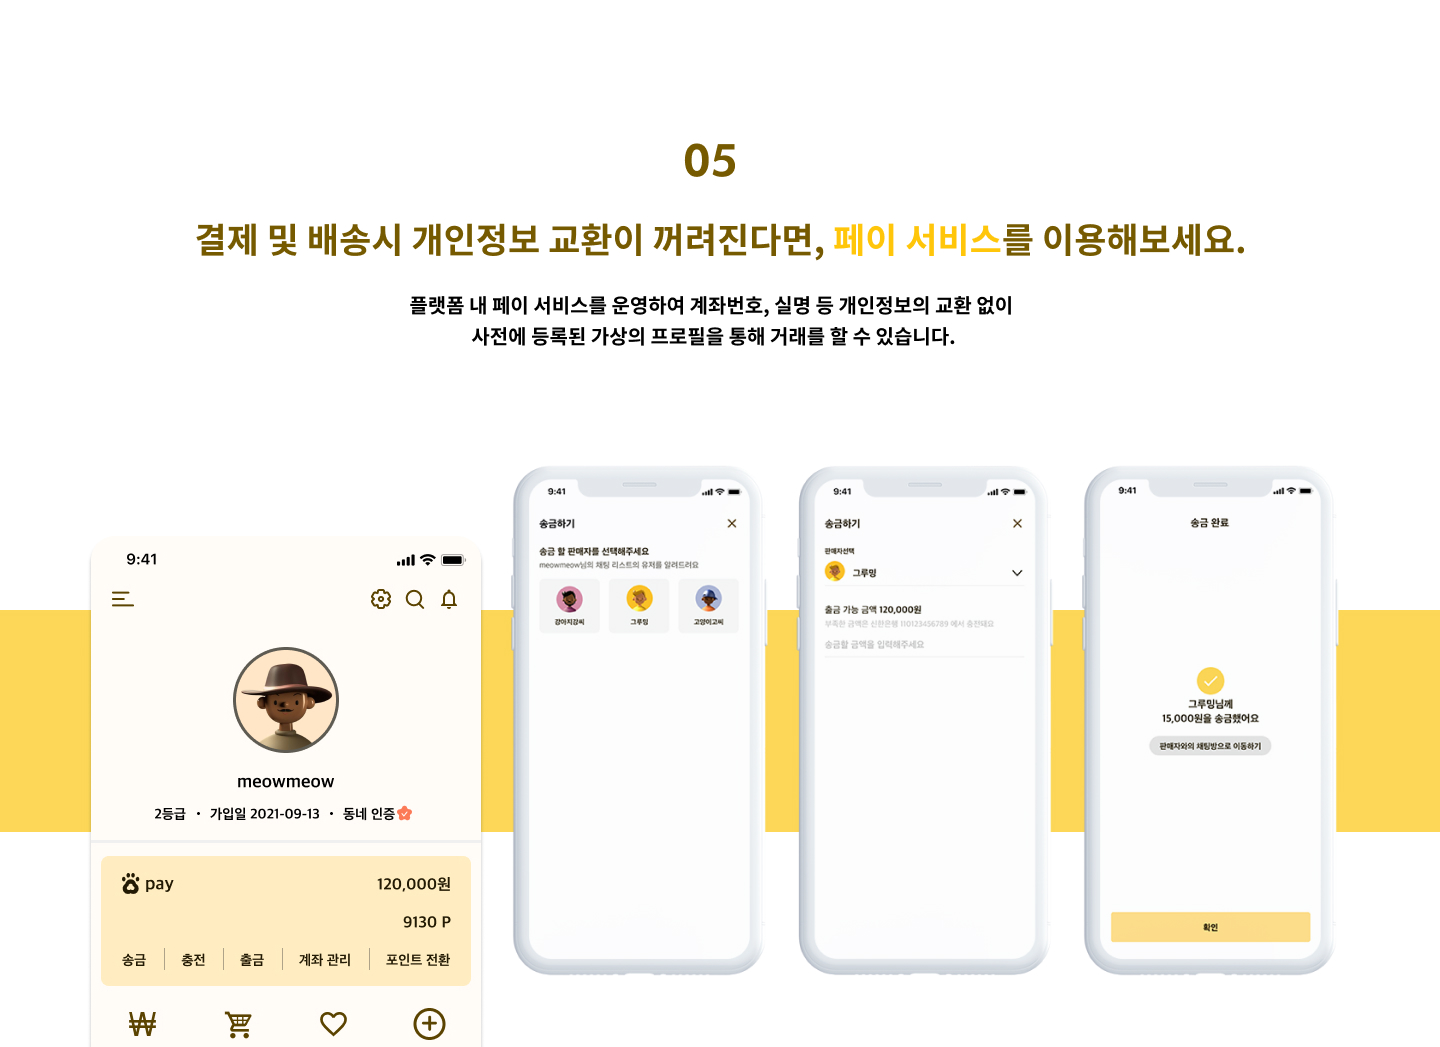 05
결제 및 배송시 개인정보 교환이 꺼려진다면, 페이 서비스를 이용해보세요.
플랫폼 내 페이 서비스를 운영하여 계좌번호, 실명 등 개인정보의 교환 없이
사전에 등록된 가상의 프로필을 통해 거래를 할 수 있습니다.
9:41
meowmeow
2등급 • 가입일 2021-09-13 • 동네 인증
pay 120,000원
9130 P
송금 충전 출금 계좌 관리 포인트 전환
9:41
송금하기
송금 할 판매자를 선택해주세요
meowmeow님의 채팅 리스트의 유저를 알려드려요
강아지강씨 그루밍 고양이고씨
9:41
송금하기
판매자선택
그루밍
출금 가능 금액 120,000원
부족한 금액은 신한은행 110123456789 에서 충전돼요
송금할 금액을 입력해주세요
9:41
송금 완료
그루밍님께
15,000원을 송금했어요
판매자와의 채팅방으로 이동하기
확인